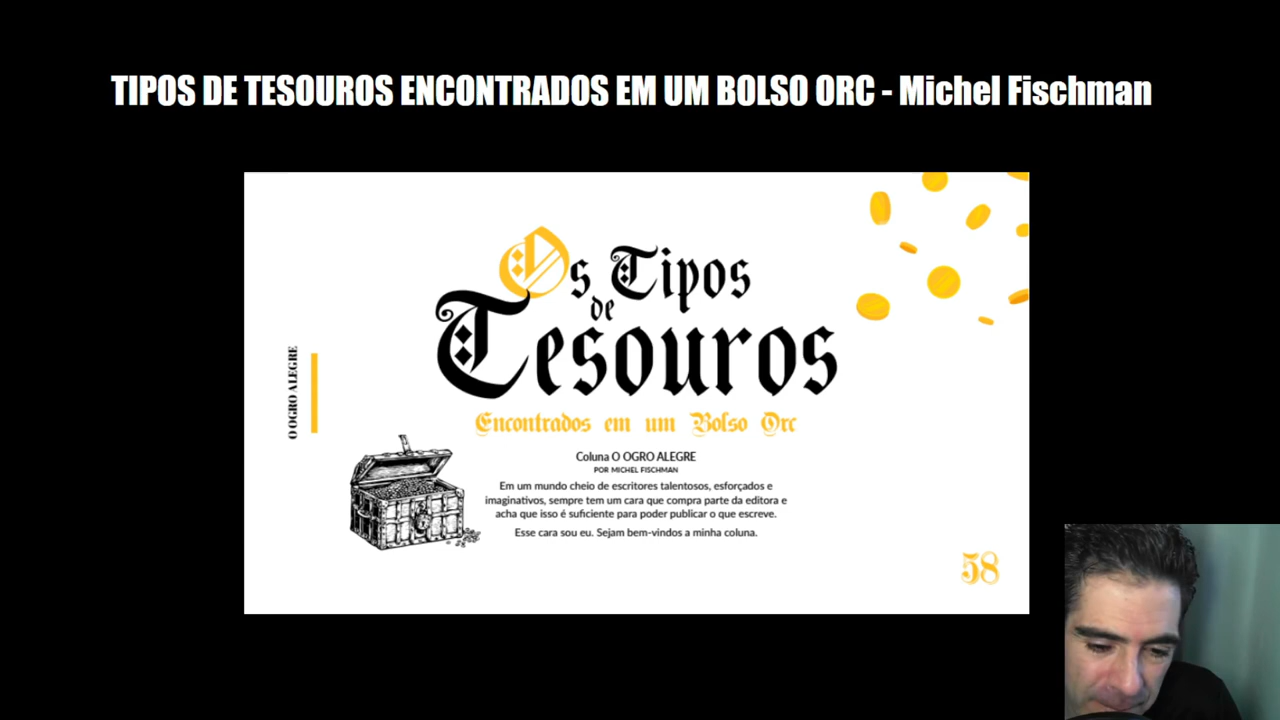 TIPOS DE TESOUROS ENCONTRADOS EM UM BOLSO ORC - Michel Fischman
Os Tipos
de
Tesouros
Encontrados em um Bolso Orc
O OGRO ALEGRE
Coluna O OGRO ALEGRE
POR MICHEL FISCHMAN
Em um mundo cheio de escritores talentosos, esforçados e
imaginativos, sempre tem um cara que compra parte da editora e
acha que isso é suficiente para poder publicar o que escreve.
Esse cara sou eu. Sejam bem-vindos a minha coluna.
58